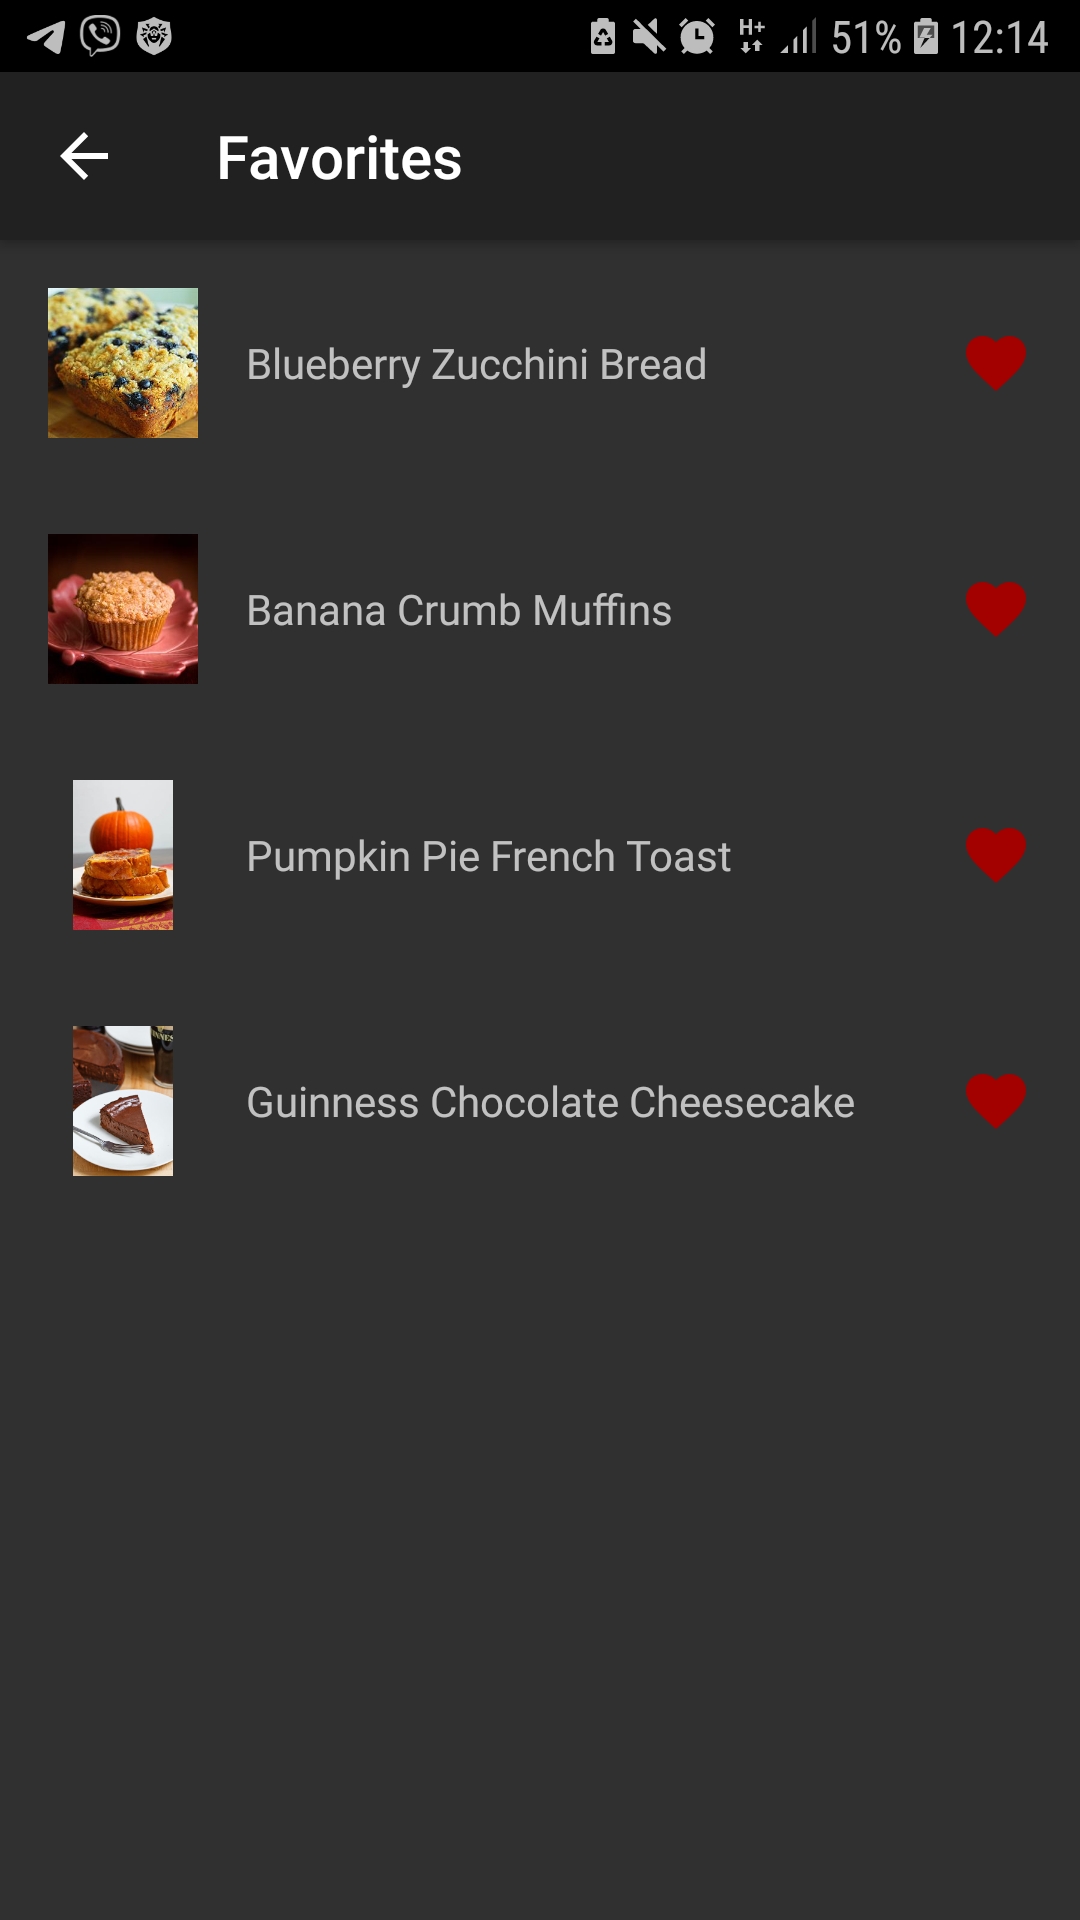 H+ 51% 12:14
Favorites
Blueberry Zucchini Bread
Banana Crumb Muffins
Pumpkin Pie French Toast
Guinness Chocolate Cheesecake